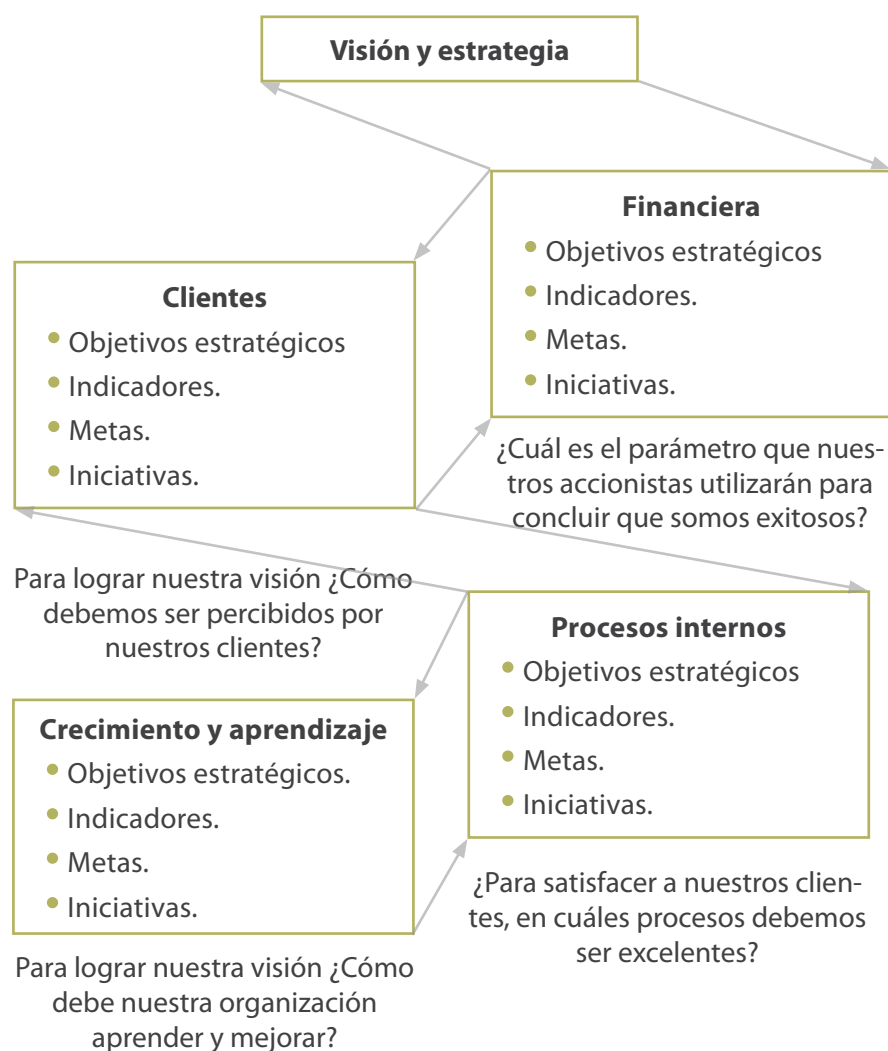 Visión y estrategia
Financiera
• Objetivos estratégicos
• Indicadores.
• Metas.
• Iniciativas.
¿Cuál es el parámetro que nues-
tros accionistas utilizarán para
concluir que somos exitosos?
Clientes
• Objetivos estratégicos
• Indicadores.
• Metas.
• Iniciativas.
Para lograr nuestra visión ¿Cómo
debemos ser percibidos por
nuestros clientes?
Procesos internos
• Objetivos estratégicos
• Indicadores.
• Metas.
• Iniciativas.
¿Para satisfacer a nuestros clien-
tes, en cuáles procesos debemos
ser excelentes?
Crecimiento y aprendizaje
• Objetivos estratégicos.
• Indicadores.
• Metas.
• Iniciativas.
Para lograr nuestra visión ¿Cómo
debe nuestra organización
aprender y mejorar?